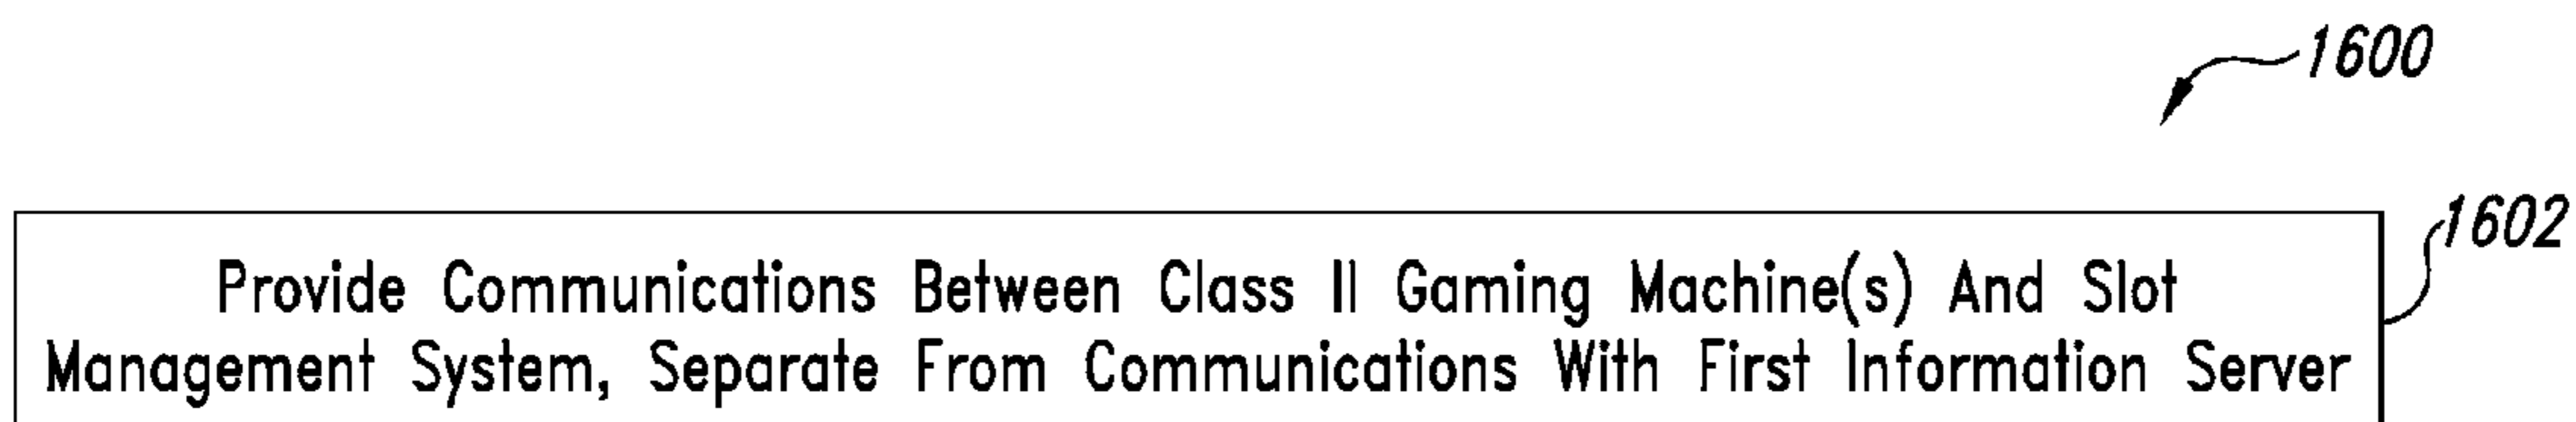 1600
1602
Provide Communications Between Class II Gaming Machine(s) And Slot
Management System, Separate From Communications With First Information Server